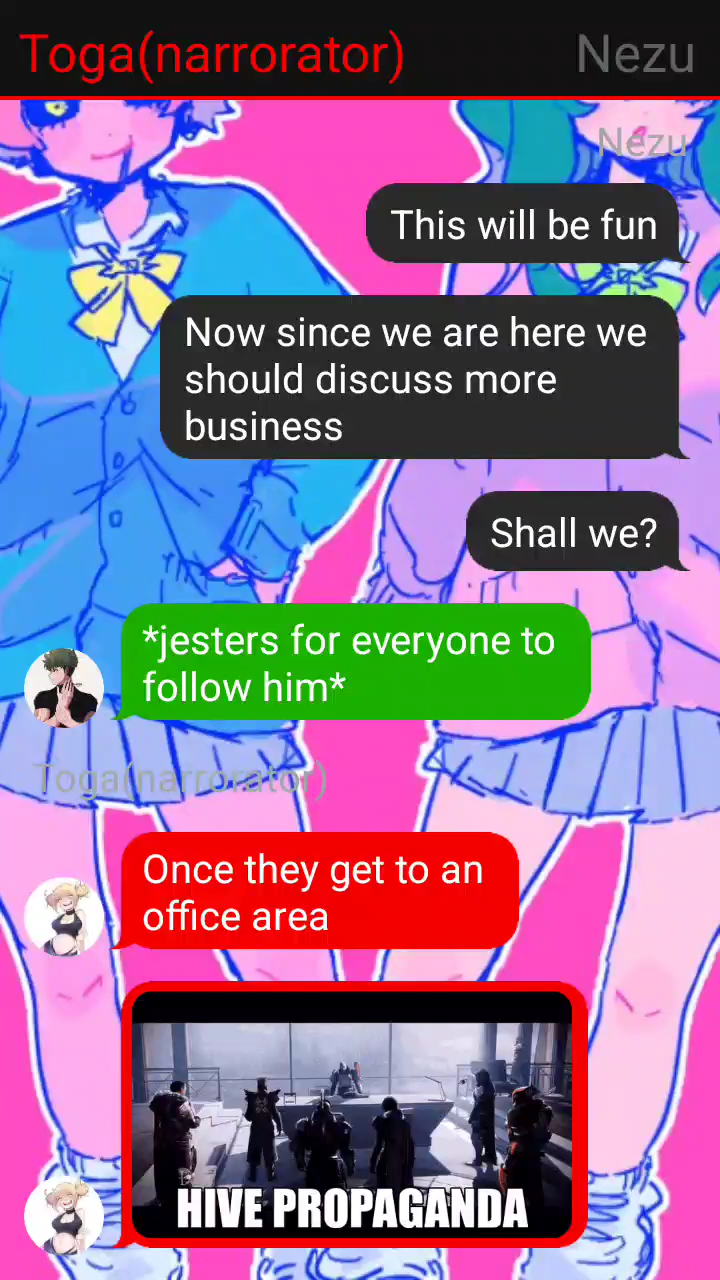 Toga(narrorator)
Nezu
Nezu
This will be fun
Now since we are here we
should discuss more
business
Shall we?
*jesters for everyone to
follow him*
Toga(narrorator)
Once they get to an
office area
HIVE PROPAGANDA